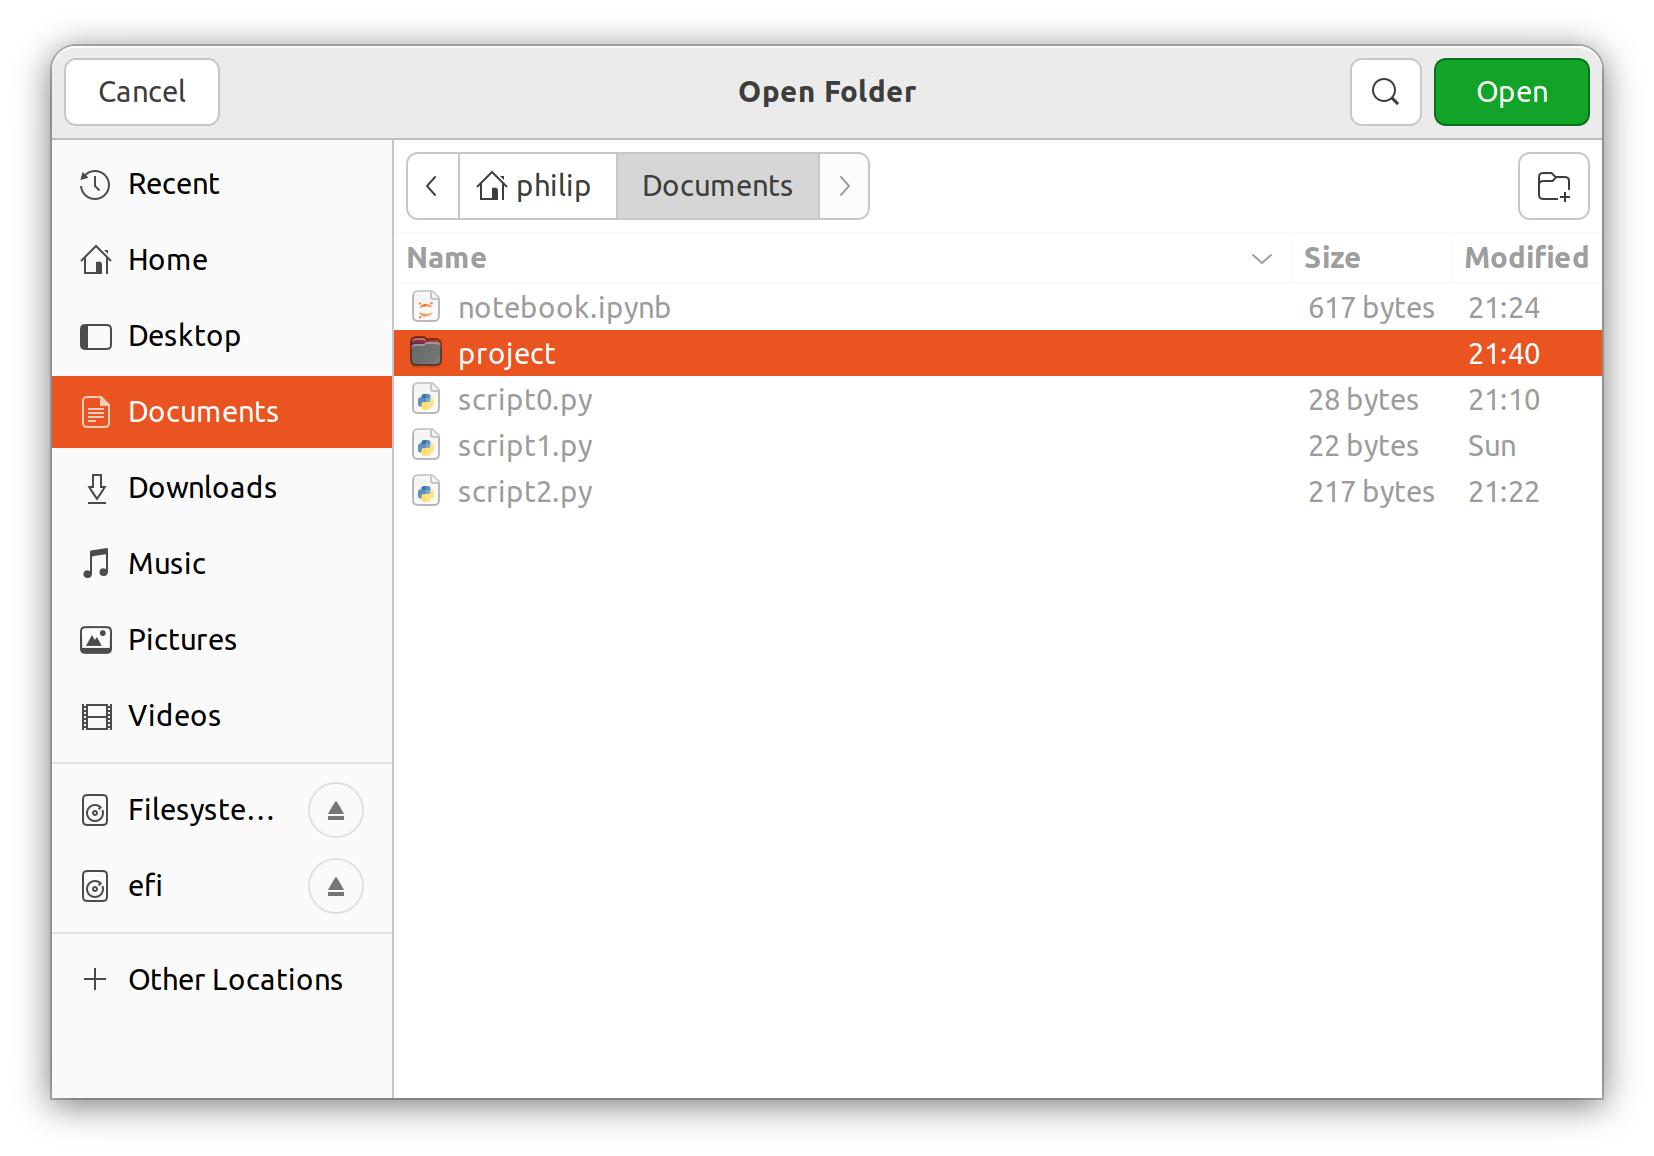 Cancel
Open Folder
Open
Recent
Home
Desktop
Documents
Downloads
Music
Pictures
Videos
Filesyste...
efi
Other Locations
philip
Documents
Name Size Modified
notebook.ipynb 617 bytes 21:24
project 21:40
script0.py 28 bytes 21:10
script1.py 22 bytes Sun
script2.py 217 bytes 21:22